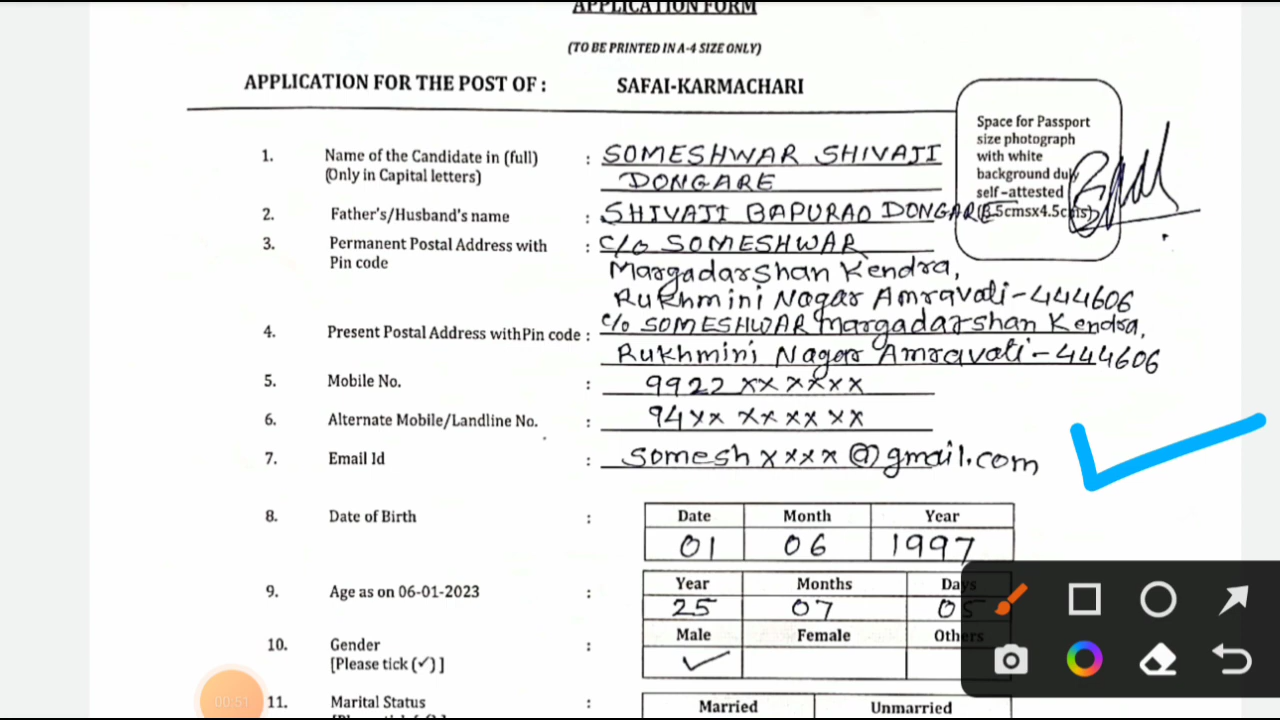 APPLICATION FORM
(TO BE PRINTED IN A-4 SIZE ONLY)
APPLICATION FOR THE POST OF : SAFAI-KARMACHARI
Space for Passport
size photograph
with white
background duly
self-attested
(3.5cmsx4.5cms)
1. Name of the Candidate in (full) : SOMESHWAR SHIVAJI
(Only in Capital letters) DONGARE
2. Father's/Husband's name : SHIVAJI BAPURAO DONGARE
3. Permanent Postal Address with : C/O SOMESHWAR
Pin code Margadarshan Kendra,
Rukhmini Nagar Amravati-444606
4. Present Postal Address with Pin code : C/O SOMESHWAR Margadarshan Kendra,
Rukhmini Nagar Amravati-444606
5. Mobile No. : 9922 xx xxxx
6. Alternate Mobile/Landline No. : 94xx xx xx xx
7. Email Id : somesh xxxx @gmail.com
8. Date of Birth : Date Month Year
01 06 1997
9. Age as on 06-01-2023 : Year Months Days
25 07 05
10. Gender : Male Female Others
[Please tick (✓)] ✓
11. Marital Status : Married Unmarried
00:51